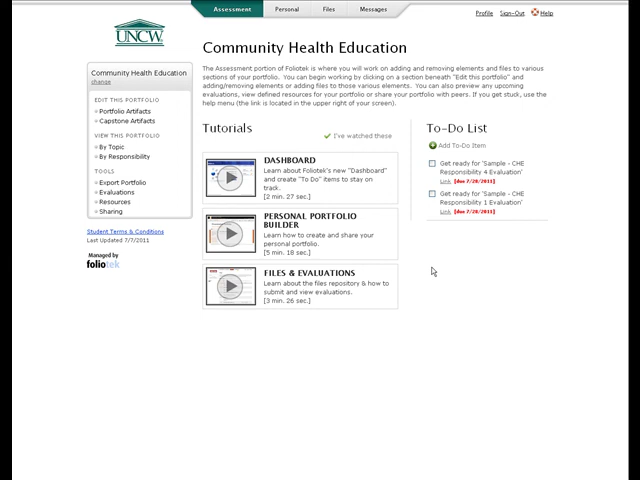 Assessment Personal Files Messages
Profile Sign-Out Help
UNCW
Community Health Education
change
EDIT THIS PORTFOLIO
Portfolio Artifacts
Capstone Artifacts
VIEW THIS PORTFOLIO
By Topic
By Responsibility
TOOLS
Export Portfolio
Evaluations
Resources
Sharing
Student Terms & Conditions
Last Updated 7/7/2011
Managed by
foliotek
Community Health Education
The Assessment portion of Foliotek is where you will work on adding and removing elements and files to various
sections of your portfolio. You can begin working by clicking on a section beneath "Edit this portfolio" and
adding/removing elements or adding files to those various elements. You can also preview any upcoming
evaluations, view defined resources for your portfolio or share your portfolio with peers. If you get stuck, use the
help menu (the link is located in the upper right of your screen).
Tutorials
I've watched these
DASHBOARD
Learn about Foliotek's new "Dashboard"
and create "To Do" items to stay on
track.
[2 min. 27 sec.]
PERSONAL PORTFOLIO
BUILDER
Learn how to create and share your
personal portfolio.
[5 min. 18 sec.]
FILES & EVALUATIONS
Learn about the files repository & how to
submit and view evaluations.
[3 min. 26 sec.]
To-Do List
Add To-Do Item
Get ready for 'Sample - CHE
Responsibility 4 Evaluation'
Link [due 7/28/2011]
Get ready for 'Sample - CHE
Responsibility 1 Evaluation'
Link [due 7/28/2011]